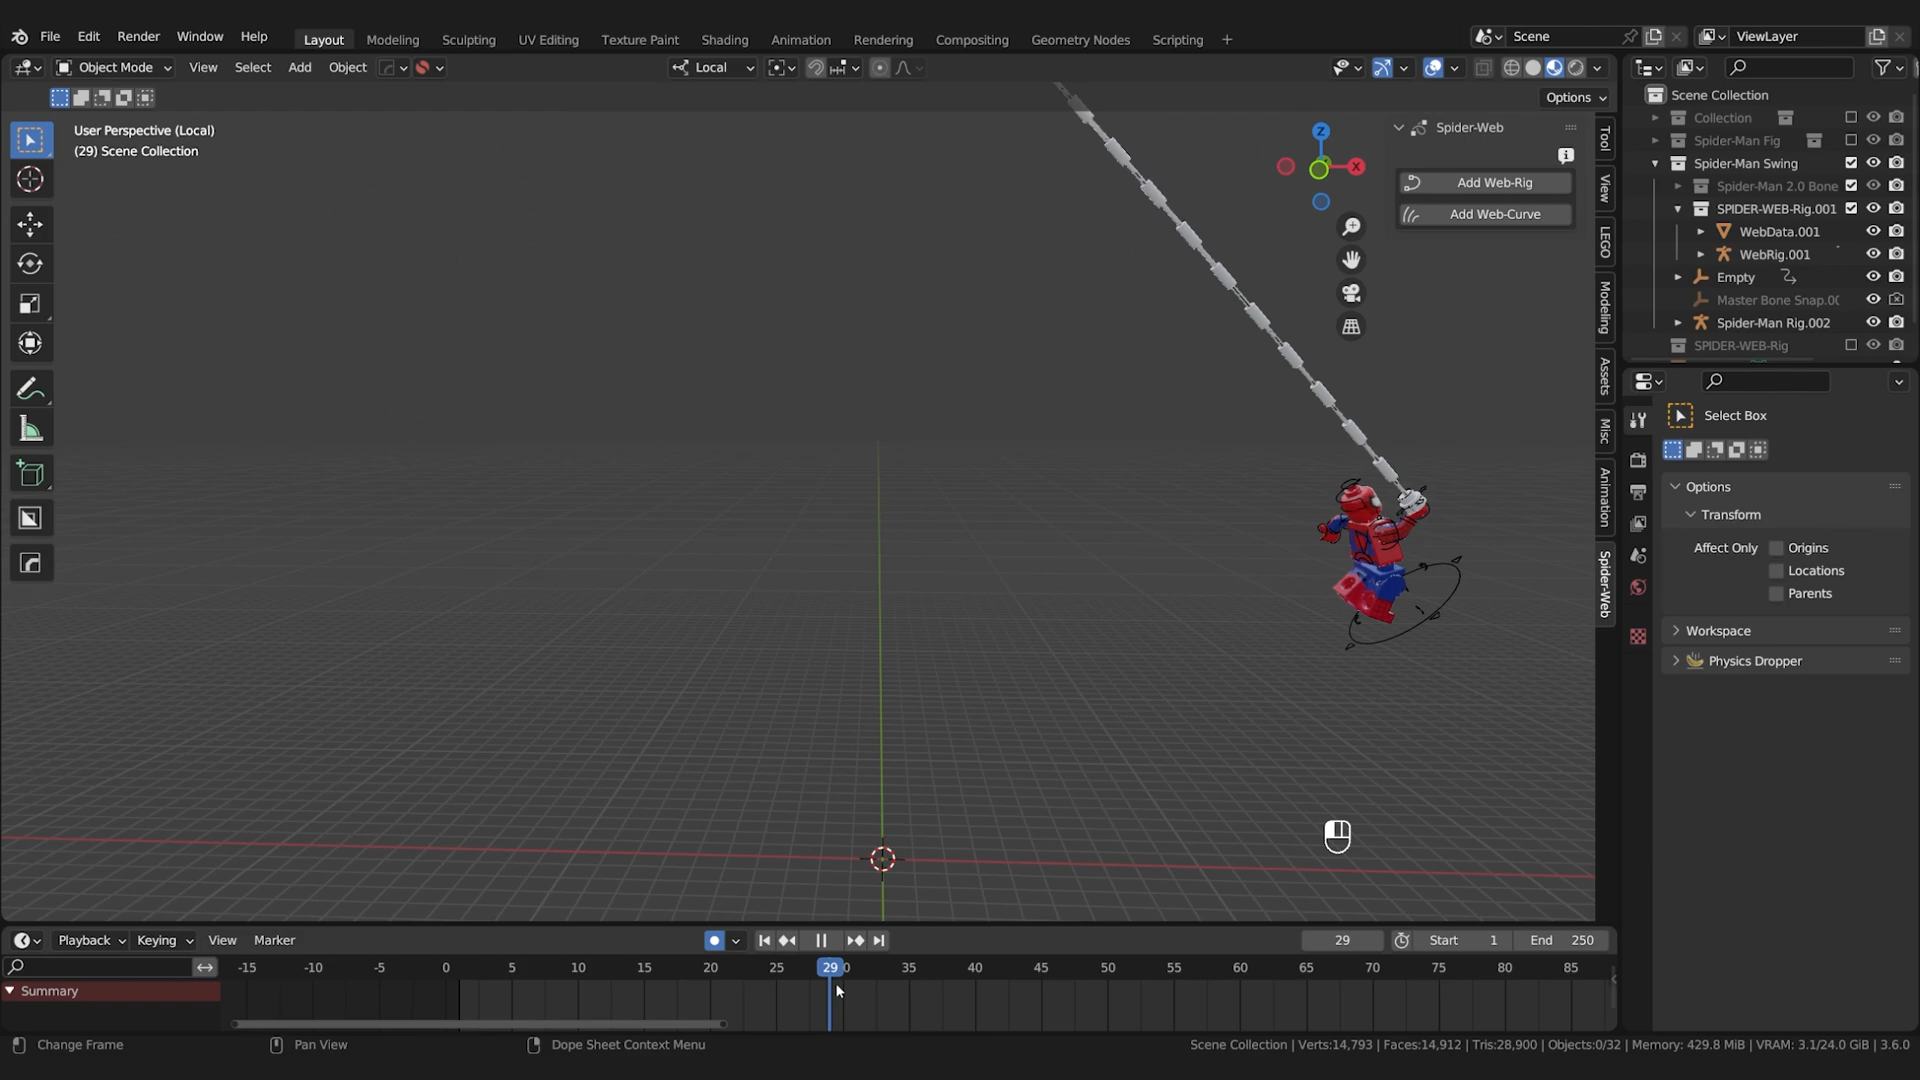 File Edit Render Window Help Layout Modeling Sculpting UV Editing Texture Paint Shading Animation Rendering Compositing Geometry Nodes Scripting + Scene ViewLayer
Object Mode View Select Add Object Local
Options
User Perspective (Local)
(29) Scene Collection
Z
X
Spider-Web
Add Web-Rig
Add Web-Curve
Tool
View
LEGO
Modeling
Assets
Misc
Animation
Spider-Web
Scene Collection
Collection
Spider-Man Fig
Spider-Man Swing
Spider-Man 2.0 Bone
SPIDER-WEB-Rig.001
WebData.001
WebRig.001
Empty
Master Bone Snap.0(
Spider-Man Rig.002
SPIDER-WEB-Rig
Select Box
Options
Transform
Affect Only Origins
Locations
Parents
Workspace
Physics Dropper
Playback Keying View Marker 29 Start 1 End 250
-15 -10 -5 0 5 10 15 20 25 29 0 35 40 45 50 55 60 65 70 75 80 85
Summary
Change Frame Pan View Dope Sheet Context Menu Scene Collection | Verts:14,793 | Faces:14,912 | Tris:28,900 | Objects:0/32 | Memory: 429.8 MiB | VRAM: 3.1/24.0 GiB | 3.6.0